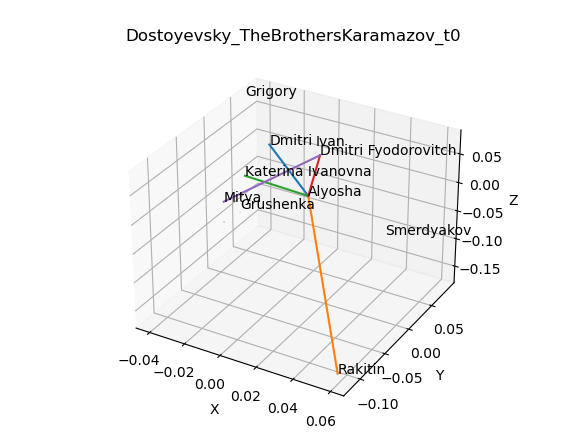 Dostoyevsky_TheBrothersKaramazov_t0
Grigory
Dmitri
Ivan
Dmitri Fyodorovitch
Katerina Ivanovna
Alyosha
Mitya
Grushenka
Smerdyakov
Rakitin
0.05
0.00
−0.05
−0.10
−0.15
Z
−0.04
−0.02
0.00
0.02
0.04
0.06
X
0.05
0.00
−0.05
−0.10
Y